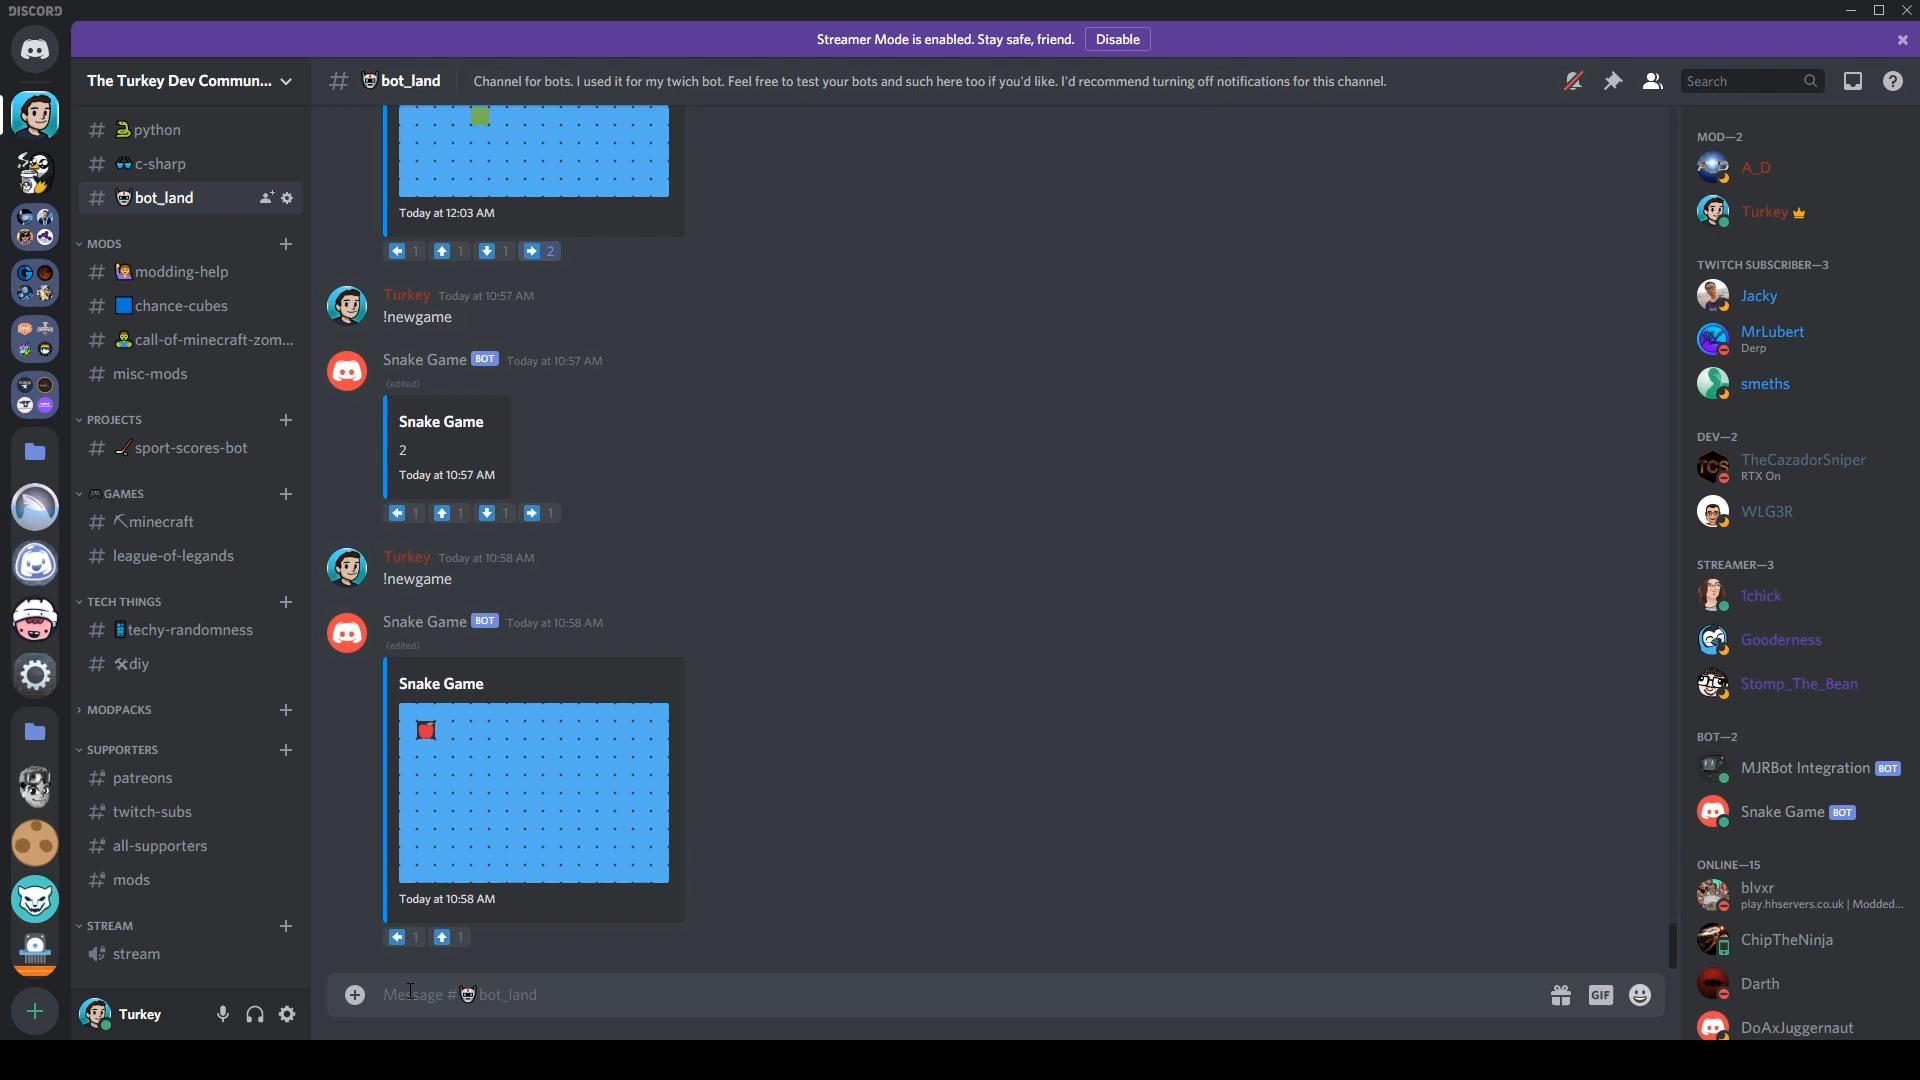 DISCORD
Streamer Mode is enabled. Stay safe, friend. Disable
The Turkey Dev Commun...
# bot_land
Channel for bots. I used it for my twich bot. Feel free to test your bots and such here too if you'd like. I'd recommend turning off notifications for this channel.
Search
# python
# c-sharp
# bot_land
MODS
# modding-help
# chance-cubes
# call-of-minecraft-zom...
# misc-mods
PROJECTS
# sport-scores-bot
GAMES
# minecraft
# league-of-legands
TECH THINGS
# techy-randomness
# diy
MODPACKS
SUPPORTERS
# patreons
# twitch-subs
# all-supporters
# mods
STREAM
stream
Turkey
Today at 12:03 AM
1 1 1 2
Turkey Today at 10:57 AM
!newgame
Snake Game BOT Today at 10:57 AM
(edited)
Snake Game
2
Today at 10:57 AM
1 1 1 1
Turkey Today at 10:58 AM
!newgame
Snake Game BOT Today at 10:58 AM
(edited)
Snake Game
Today at 10:58 AM
1 1
Message # bot_land
GIF
MOD—2
A_D
Turkey
TWITCH SUBSCRIBER—3
Jacky
MrLubert
Derp
smeths
DEV—2
TCS
TheCazadorSniper
RTX On
WLG3R
STREAMER—3
1chick
Gooderness
Stomp_The_Bean
BOT—2
MJRBot Integration BOT
Snake Game BOT
ONLINE—15
blvxr
play.hhservers.co.uk | Modded...
ChipTheNinja
Darth
DoAxJuggernaut